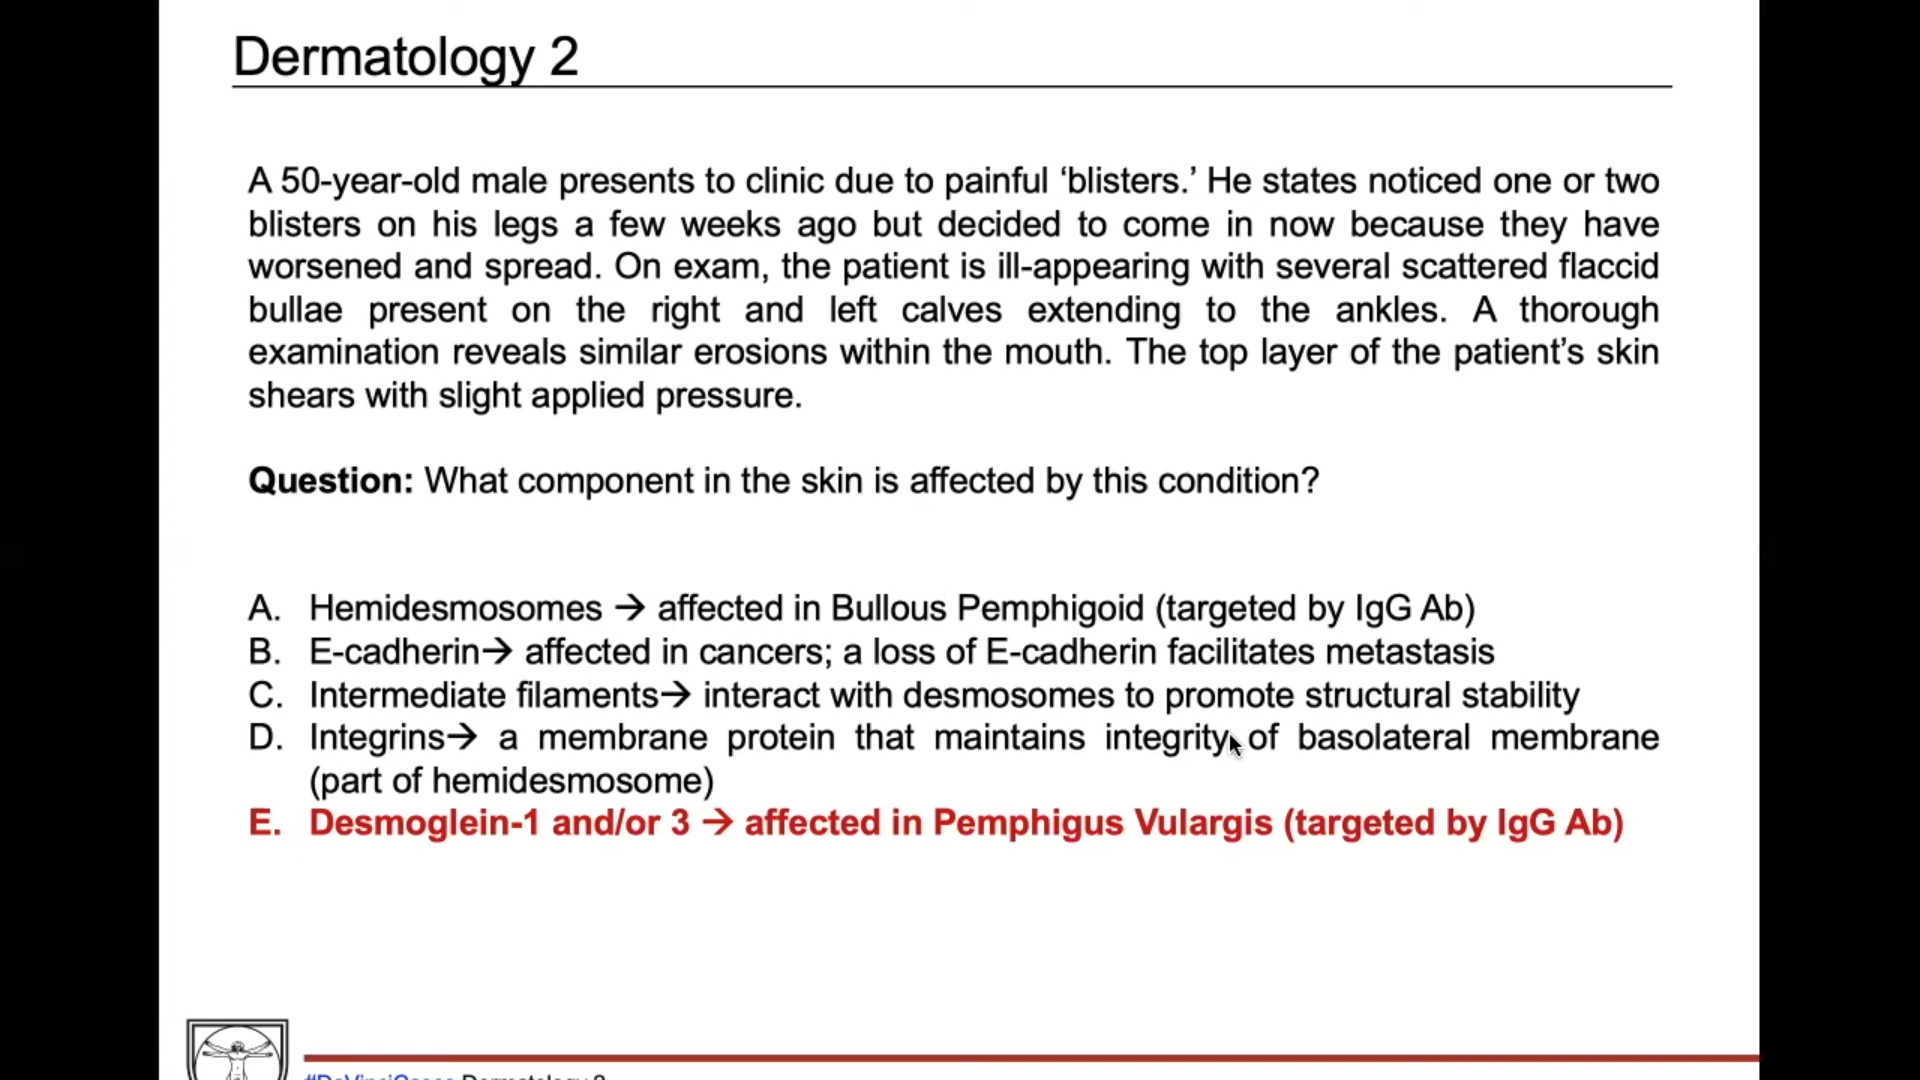 Dermatology 2
A 50-year-old male presents to clinic due to painful ‘blisters.’ He states noticed one or two
blisters on his legs a few weeks ago but decided to come in now because they have
worsened and spread. On exam, the patient is ill-appearing with several scattered flaccid
bullae present on the right and left calves extending to the ankles. A thorough
examination reveals similar erosions within the mouth. The top layer of the patient’s skin
shears with slight applied pressure.
Question: What component in the skin is affected by this condition?
A. Hemidesmosomes → affected in Bullous Pemphigoid (targeted by IgG Ab)
B. E-cadherin→ affected in cancers; a loss of E-cadherin facilitates metastasis
C. Intermediate filaments→ interact with desmosomes to promote structural stability
D. Integrins→ a membrane protein that maintains integrity of basolateral membrane
(part of hemidesmosome)
E. Desmoglein-1 and/or 3 → affected in Pemphigus Vulargis (targeted by IgG Ab)
#DaVinciCases Dermatology 2